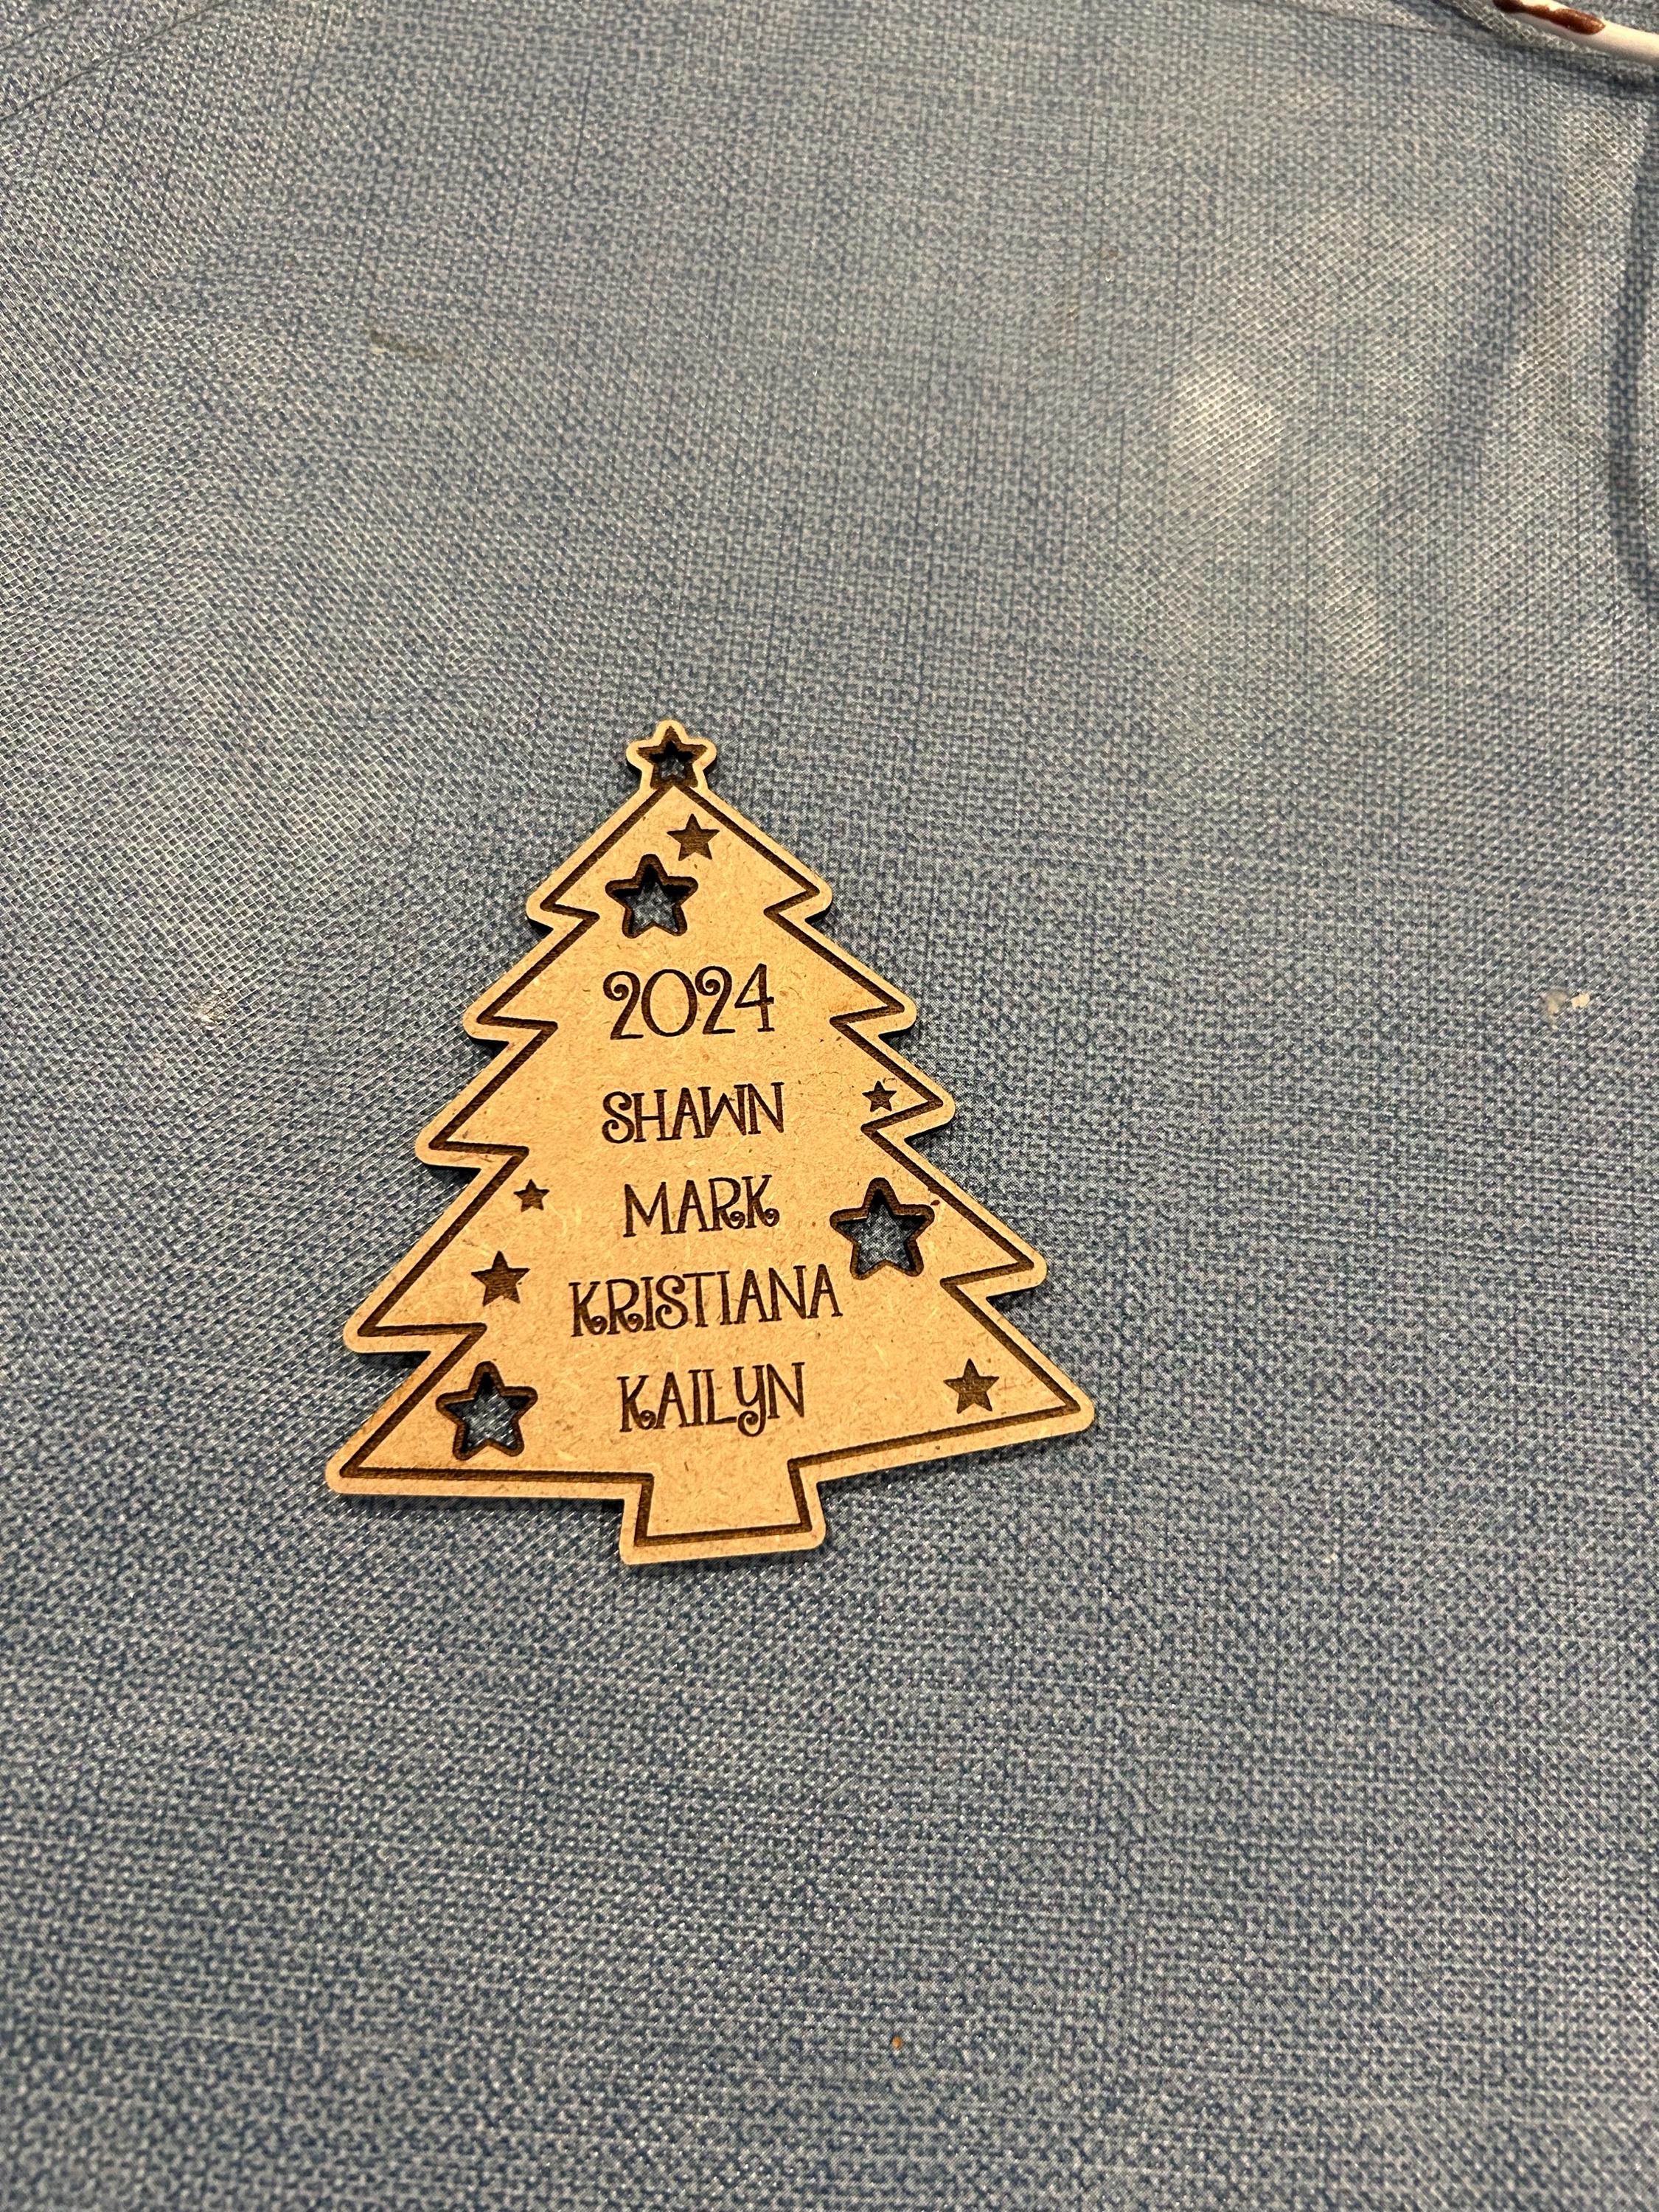 2024
SHAWN
MARK
KRISTIANA
KAILYN